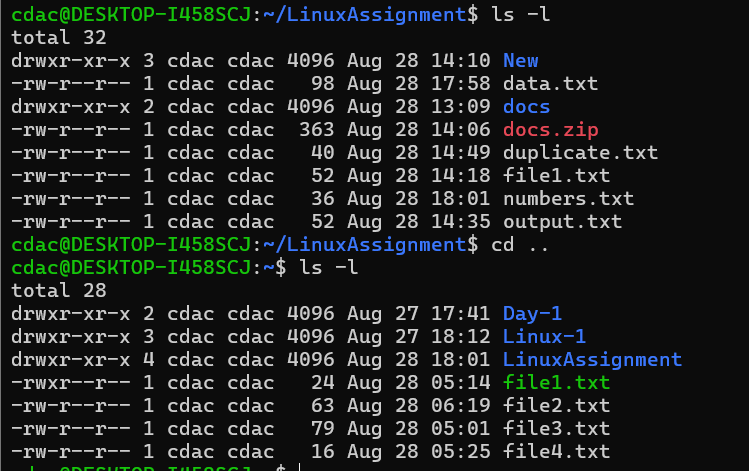 cdac@DESKTOP-I458SCJ:~/LinuxAssignment$ ls -l
total 32
drwxr-xr-x 3 cdac cdac 4096 Aug 28 14:10 New
-rw-r--r-- 1 cdac cdac   98 Aug 28 17:58 data.txt
drwxr-xr-x 2 cdac cdac 4096 Aug 28 13:09 docs
-rw-r--r-- 1 cdac cdac  363 Aug 28 14:06 docs.zip
-rw-r--r-- 1 cdac cdac   40 Aug 28 14:49 duplicate.txt
-rw-r--r-- 1 cdac cdac   52 Aug 28 14:18 file1.txt
-rw-r--r-- 1 cdac cdac   36 Aug 28 18:01 numbers.txt
-rw-r--r-- 1 cdac cdac   52 Aug 28 14:35 output.txt
cdac@DESKTOP-I458SCJ:~/LinuxAssignment$ cd ..
cdac@DESKTOP-I458SCJ:~$ ls -l
total 28
drwxr-xr-x 2 cdac cdac 4096 Aug 27 17:41 Day-1
drwxr-xr-x 3 cdac cdac 4096 Aug 27 18:12 Linux-1
drwxr-xr-x 4 cdac cdac 4096 Aug 28 18:01 LinuxAssignment
-rwxr--r-- 1 cdac cdac   24 Aug 28 05:14 file1.txt
-rw-r--r-- 1 cdac cdac   63 Aug 28 06:19 file2.txt
-rw-r--r-- 1 cdac cdac   79 Aug 28 05:01 file3.txt
-rw-r--r-- 1 cdac cdac   16 Aug 28 05:25 file4.txt
cdac@DESKTOP-I458SCJ:~$